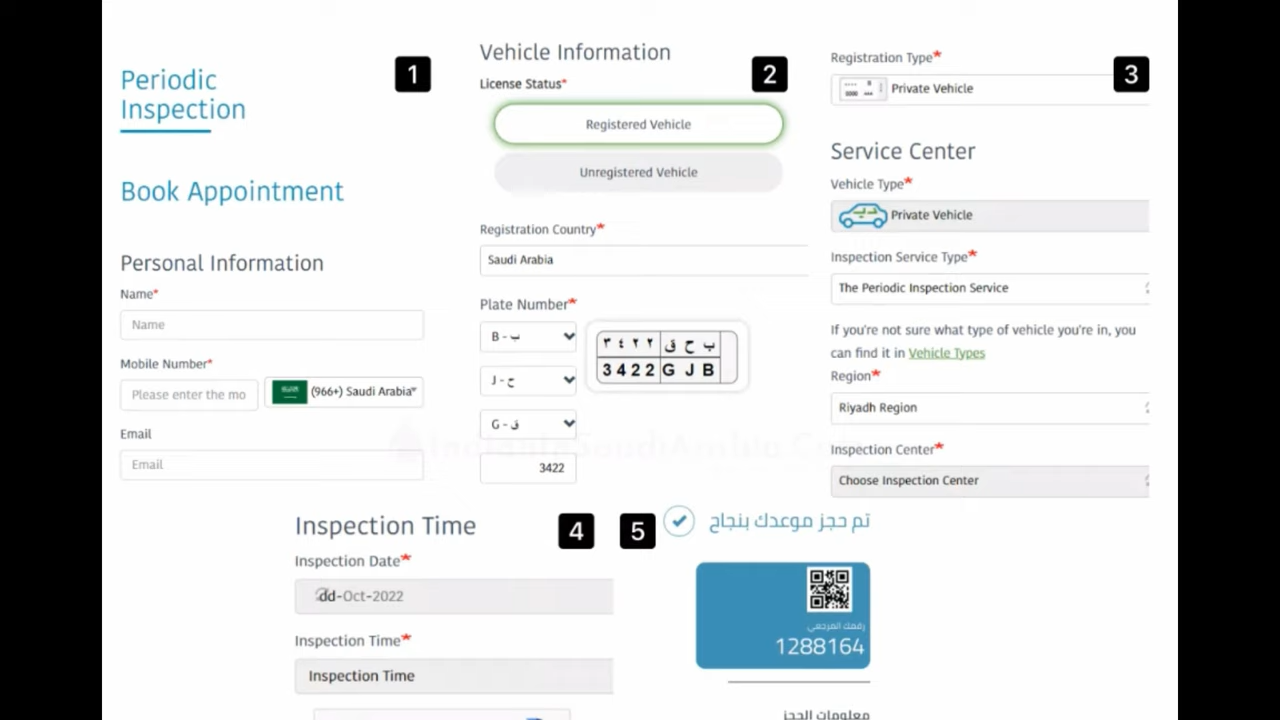 1
Periodic
Inspection
Book Appointment
Personal Information
Name*
Name
Mobile Number*
Please enter the mo
(966+) Saudi Arabia
Email
Email
2
Vehicle Information
License Status*
Registered Vehicle
Unregistered Vehicle
Registration Country*
Saudi Arabia
Plate Number*
B - ب
J - ح
G - ق
3422
٣٤٢٢ ب ح ق
3422 G J B
3
Registration Type*
Private Vehicle
Service Center
Vehicle Type*
Private Vehicle
Inspection Service Type*
The Periodic Inspection Service
If you're not sure what type of vehicle you're in, you
can find it in Vehicle Types
Region*
Riyadh Region
Inspection Center*
Choose Inspection Center
4
Inspection Time
Inspection Date*
dd-Oct-2022
Inspection Time*
Inspection Time
5
تم حجز موعدك بنجاح
رقمك المرجعي
1288164
معلومات الحجز